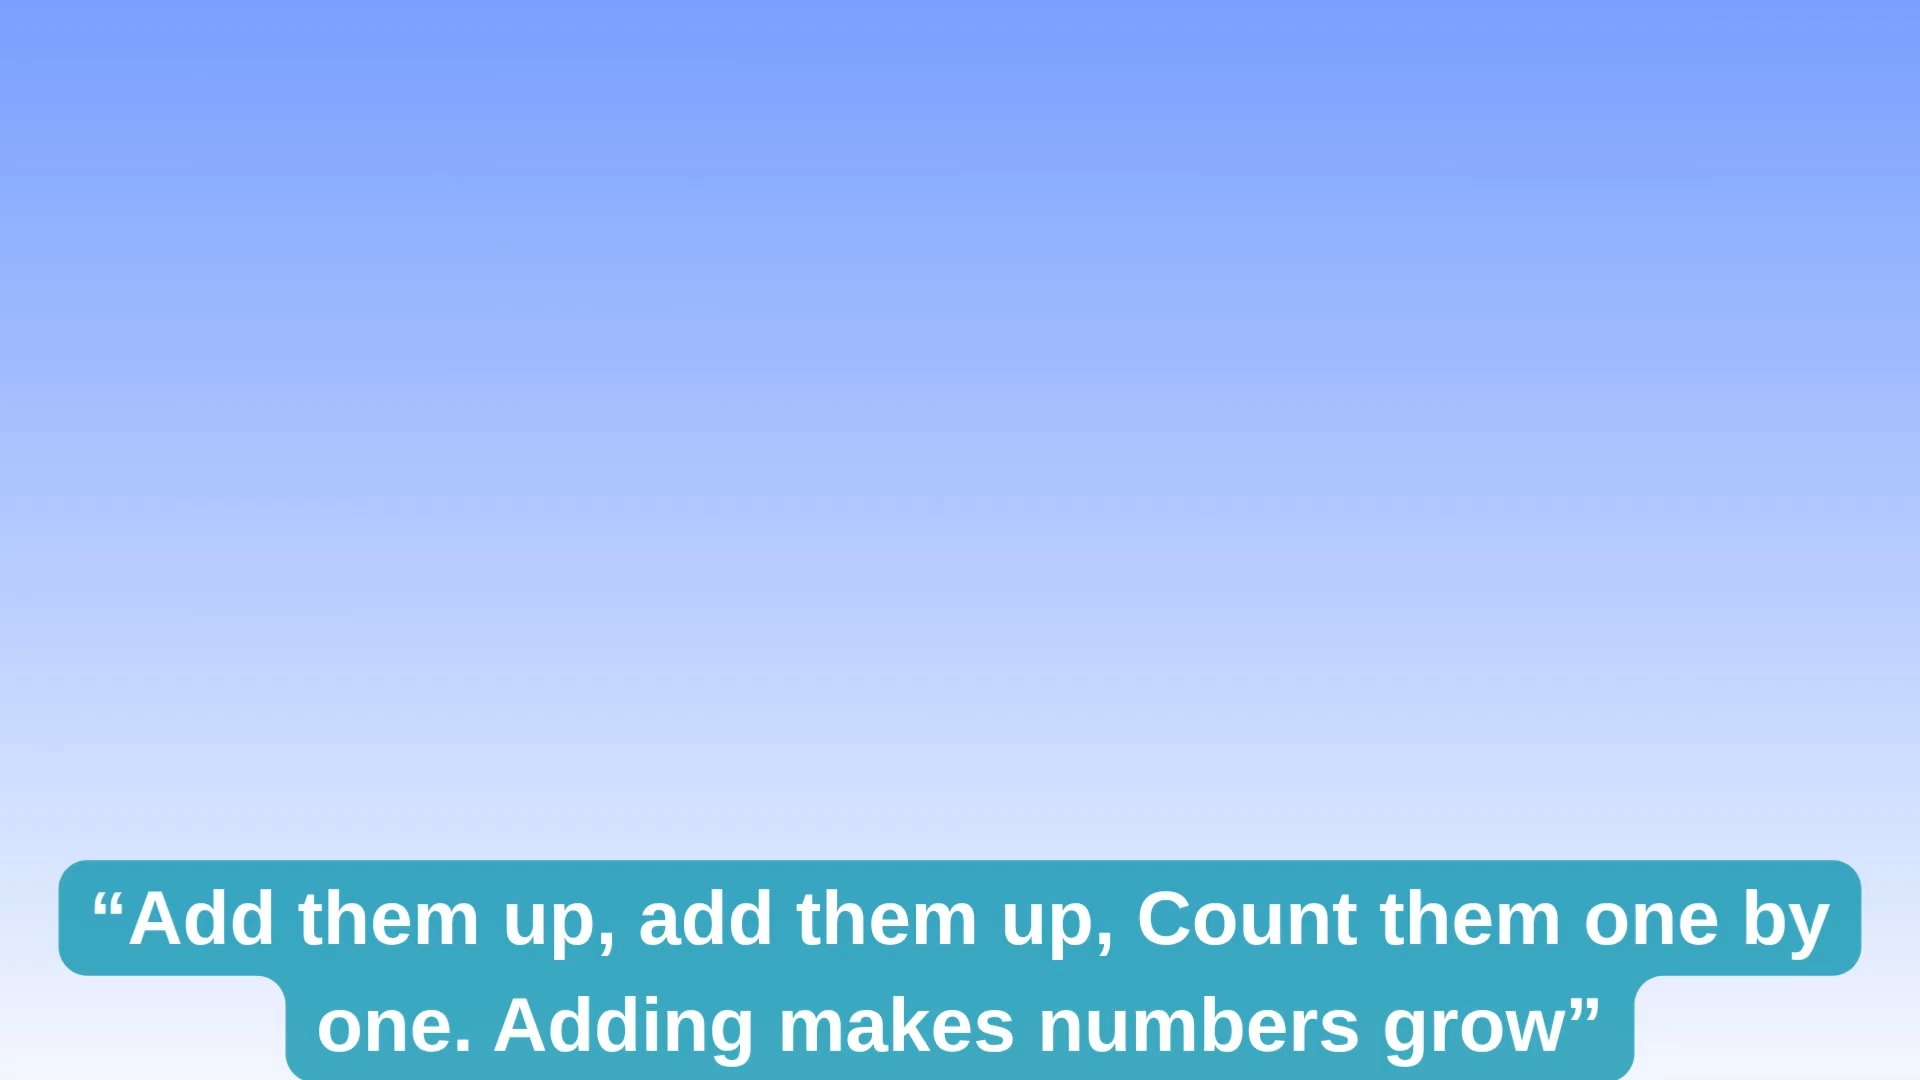 “Add them up, add them up, Count them one by
one. Adding makes numbers grow”